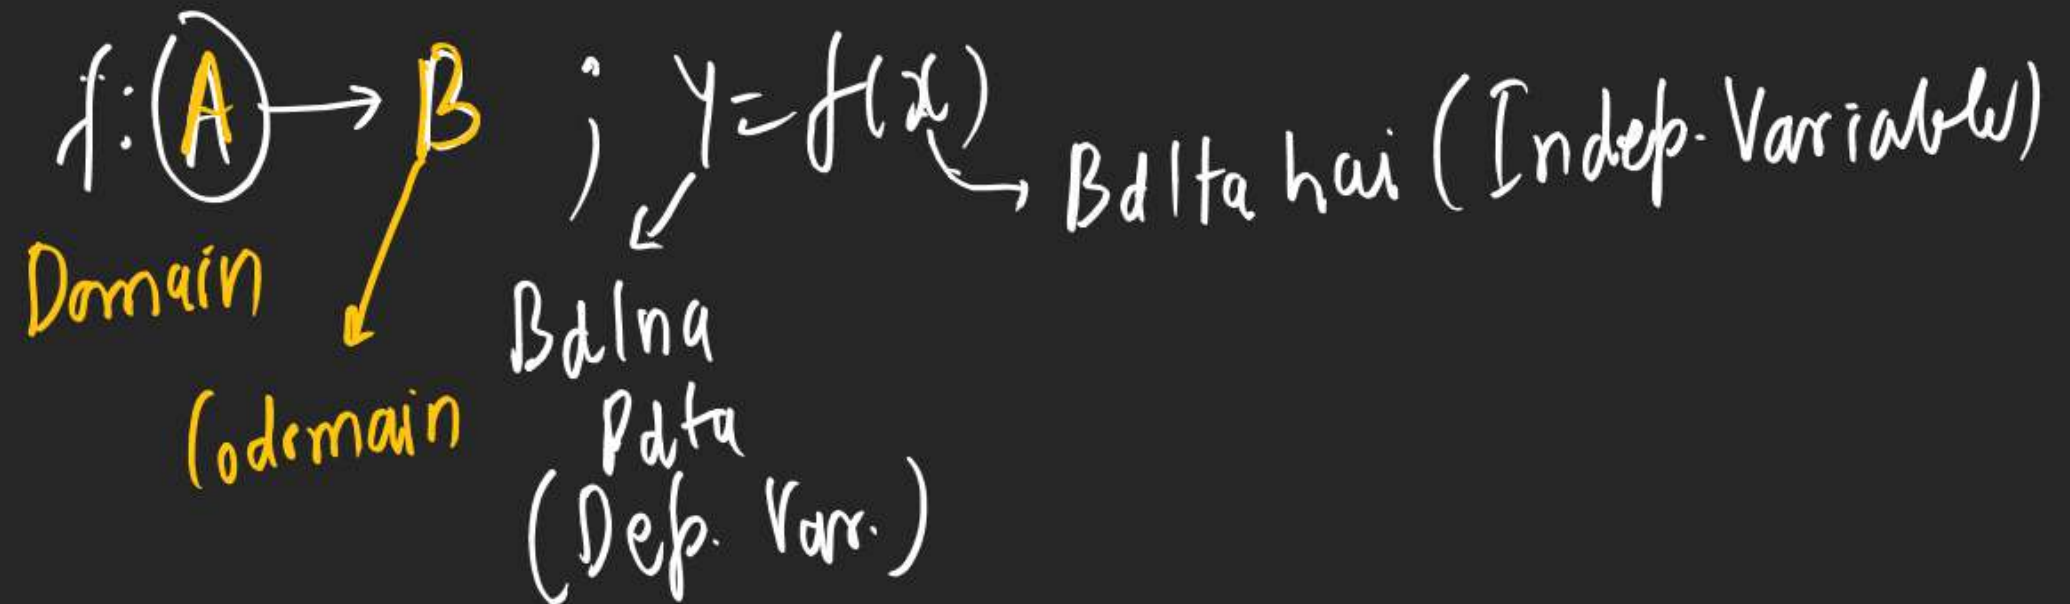 f: A → B ; y = f(x) → Bdlta hai (Indep. Variable)
Domain
Codomain
Bdlna
Pdta
(Dep. Var.)